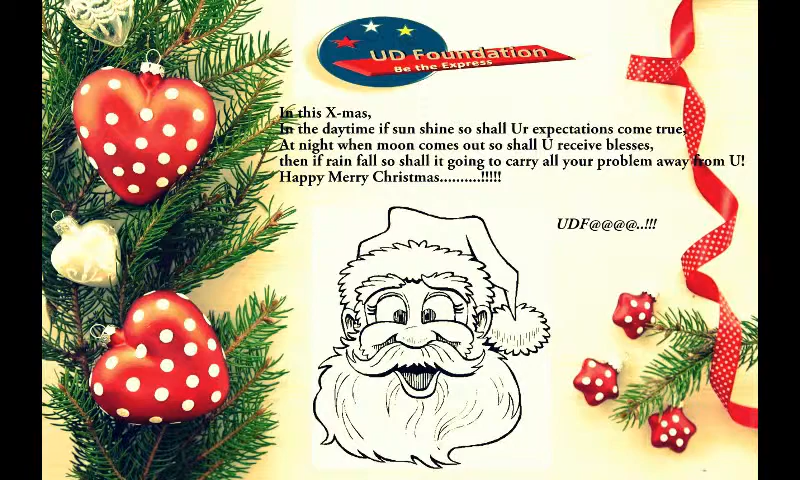 UD Foundation
Be the Express
In this X-mas,
In the daytime if sun shine so shall Ur expectations come true,
At night when moon comes out so shall U receive blesses,
then if rain fall so shall it going to carry all your problem away from U!
Happy Merry Christmas..........!!!!!
UDF@@@@..!!!